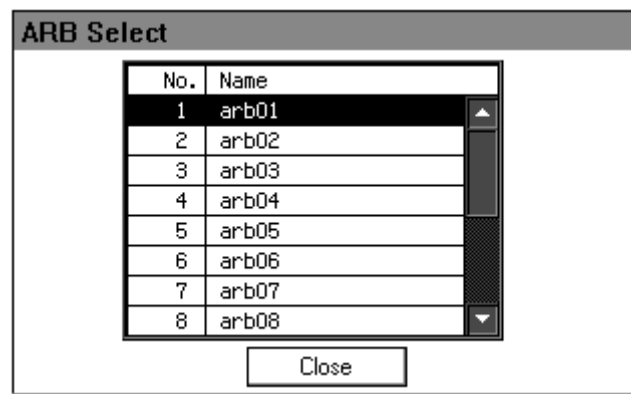 ARB Select
No. Name
1 arb01
2 arb02
3 arb03
4 arb04
5 arb05
6 arb06
7 arb07
8 arb08
Close